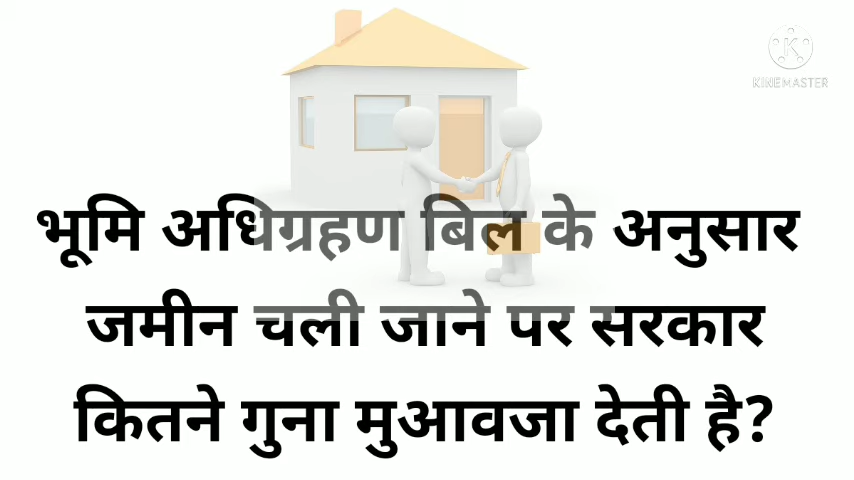 KINEMASTER
भूमि अधिग्रहण बिल के अनुसार
जमीन चली जाने पर सरकार
कितने गुना मुआवजा देती है?